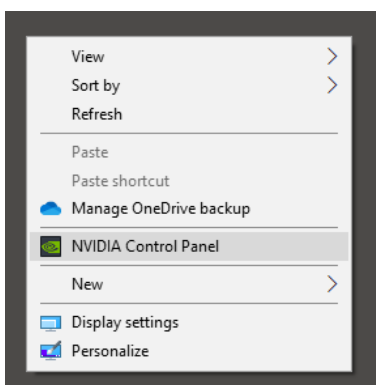 View
Sort by
Refresh
Paste
Paste shortcut
Manage OneDrive backup
NVIDIA Control Panel
New
Display settings
Personalize